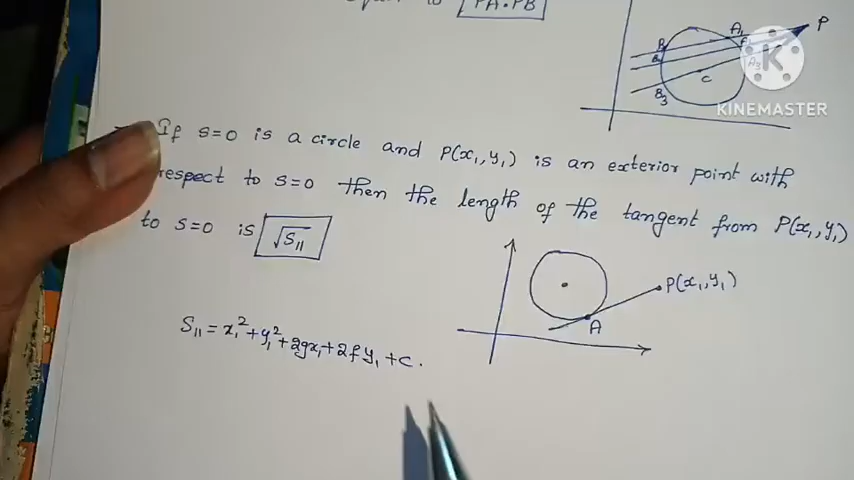 PA.PB
P
A₁
B₁
A₃
C
B₃
KINEMASTER
If S=0 is a circle and P(x₁,y₁) is an exterior point with
respect to S=0 then the length of the tangent from P(x₁,y₁)
to S=0 is √S₁₁
P(x₁,y₁)
A
S₁₁ = x₁²+y₁²+2gx₁+2fy₁+c.